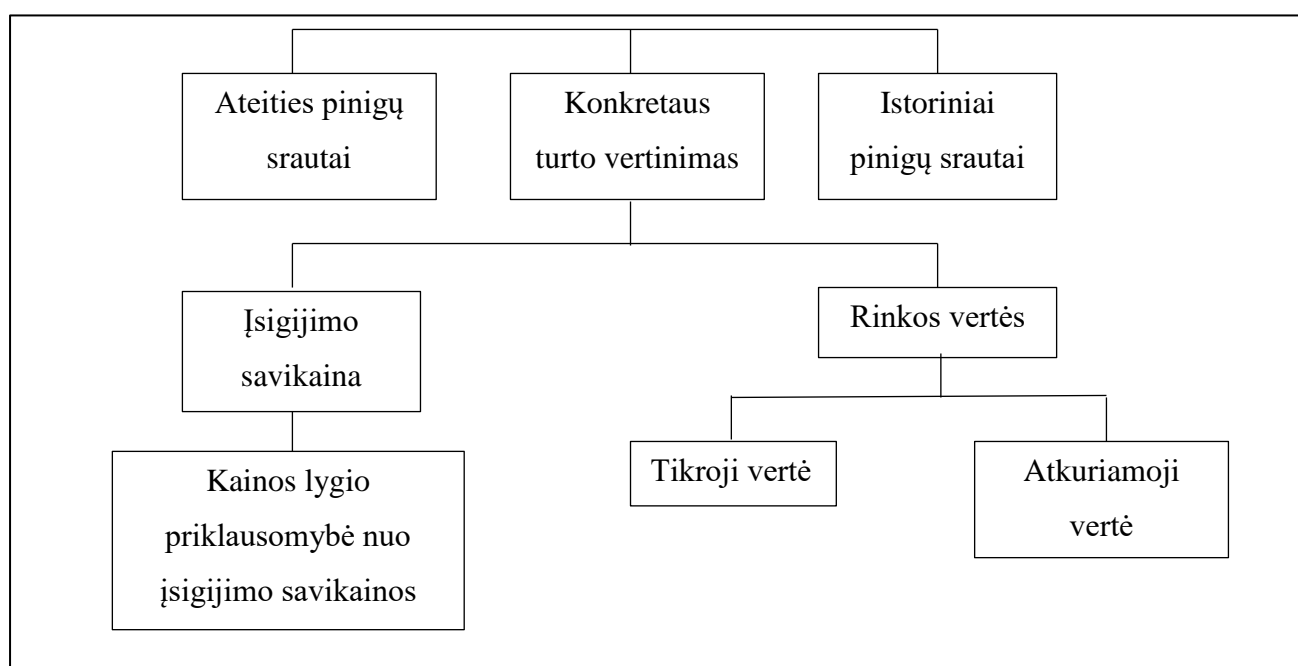 Ateities pinigų
srautai
Konkretaus
turto vertinimas
Istoriniai
pinigų srautai
Įsigijimo
savikaina
Rinkos vertės
Kainos lygio
priklausomybė nuo
įsigijimo savikainos
Tikroji vertė
Atkuriamoji
vertė